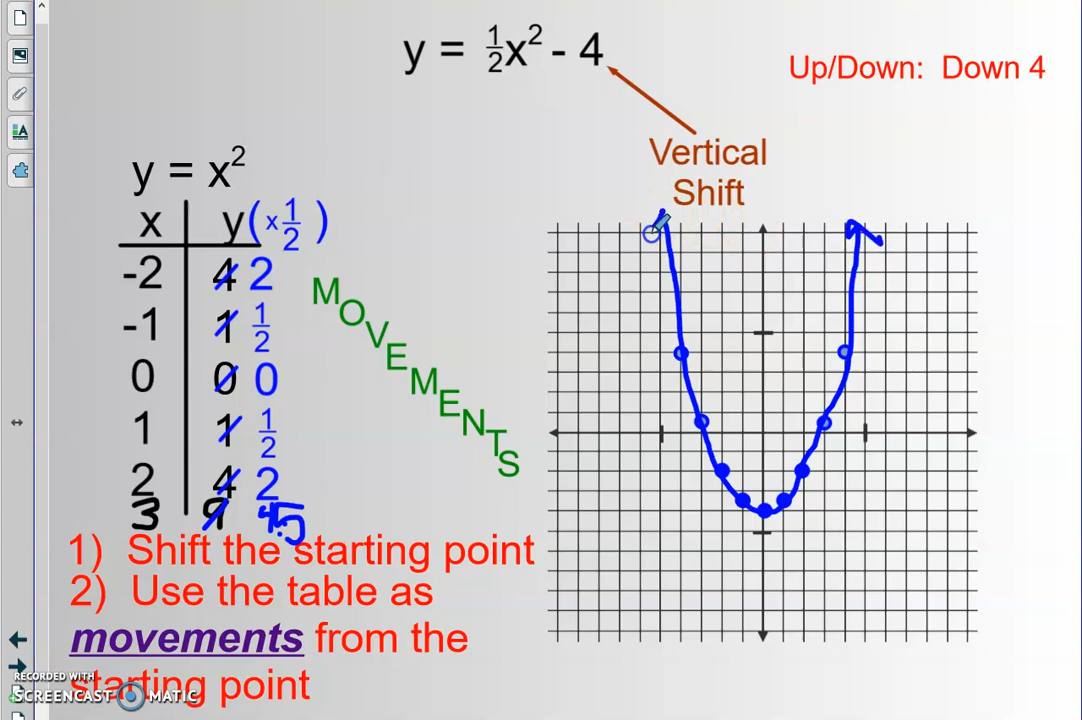 y = ½x² - 4
Up/Down: Down 4
Vertical
Shift
y = x²
x y (× ½ )
-2 4 2
-1 1 ½
0 0 0
1 1 ½
2 4 2
3 9 4.5
MOVEMENTS
1) Shift the starting point
2) Use the table as
movements from the
starting point
RECORDED WITH
SCREENCAST MATIC